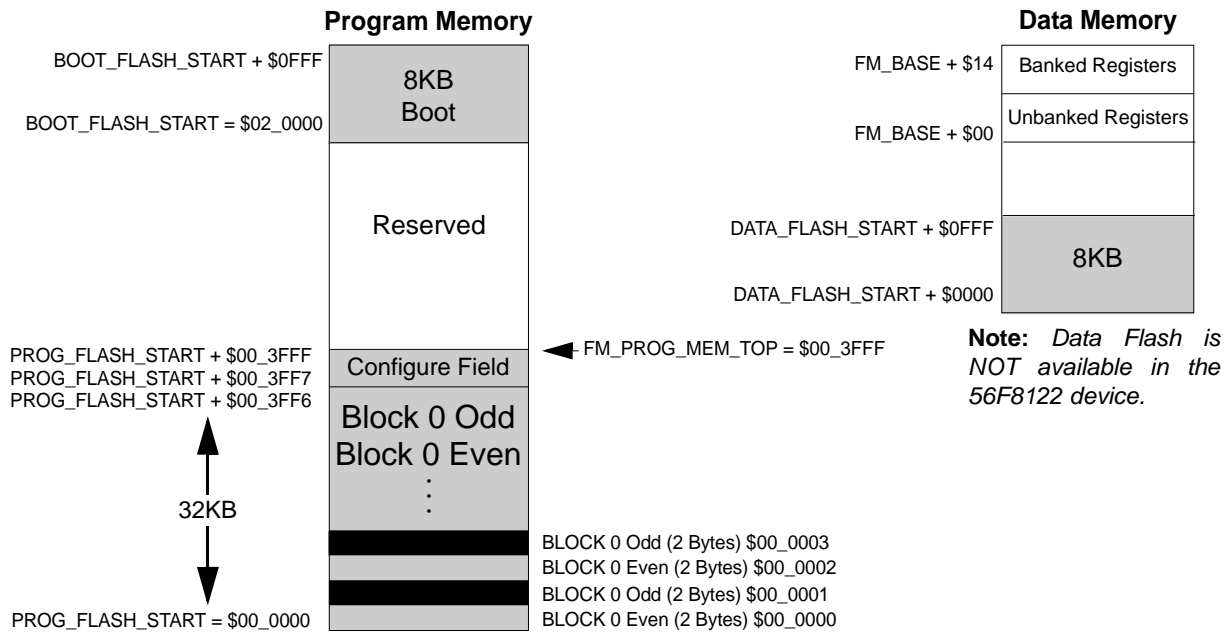 Program Memory
BOOT_FLASH_START + $0FFF
8KB
Boot
BOOT_FLASH_START = $02_0000
Reserved
PROG_FLASH_START + $00_3FFF
FM_PROG_MEM_TOP = $00_3FFF
Configure Field
PROG_FLASH_START + $00_3FF7
PROG_FLASH_START + $00_3FF6
Block 0 Odd
Block 0 Even
32KB
BLOCK 0 Odd (2 Bytes) $00_0003
BLOCK 0 Even (2 Bytes) $00_0002
BLOCK 0 Odd (2 Bytes) $00_0001
BLOCK 0 Even (2 Bytes) $00_0000
PROG_FLASH_START = $00_0000
Data Memory
FM_BASE + $14
Banked Registers
Unbanked Registers
FM_BASE + $00
DATA_FLASH_START + $0FFF
8KB
DATA_FLASH_START + $0000
Note: Data Flash is
NOT available in the
56F8122 device.